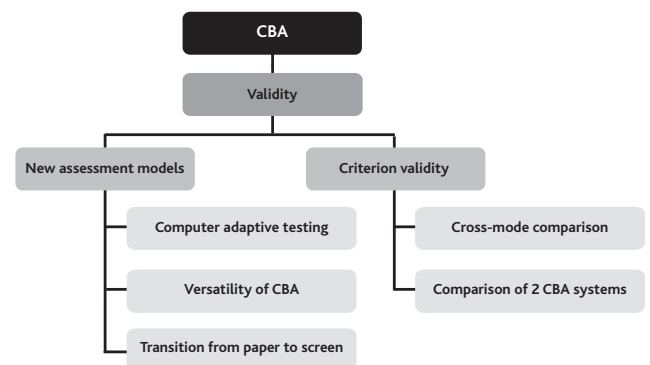 CBA
Validity
New assessment models
Criterion validity
Computer adaptive testing
Cross-mode comparison
Versatility of CBA
Comparison of 2 CBA systems
Transition from paper to screen